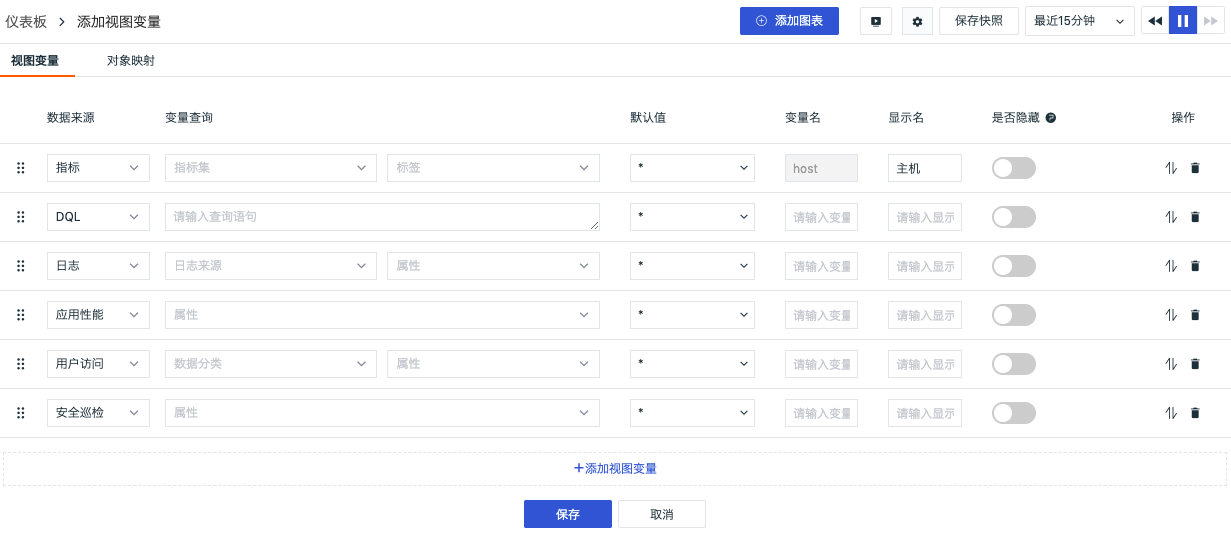 仪表板 > 添加视图变量 添加图表 保存快照 最近15分钟
视图变量 对象映射
数据来源 变量查询 默认值 变量名 显示名 是否隐藏 操作
指标 指标集 标签 * host 主机
DQL 请输入查询语句 * 请输入变量 请输入显示
日志 日志来源 属性 * 请输入变量 请输入显示
应用性能 属性 * 请输入变量 请输入显示
用户访问 数据分类 属性 * 请输入变量 请输入显示
安全巡检 属性 * 请输入变量 请输入显示
+添加视图变量
保存 取消